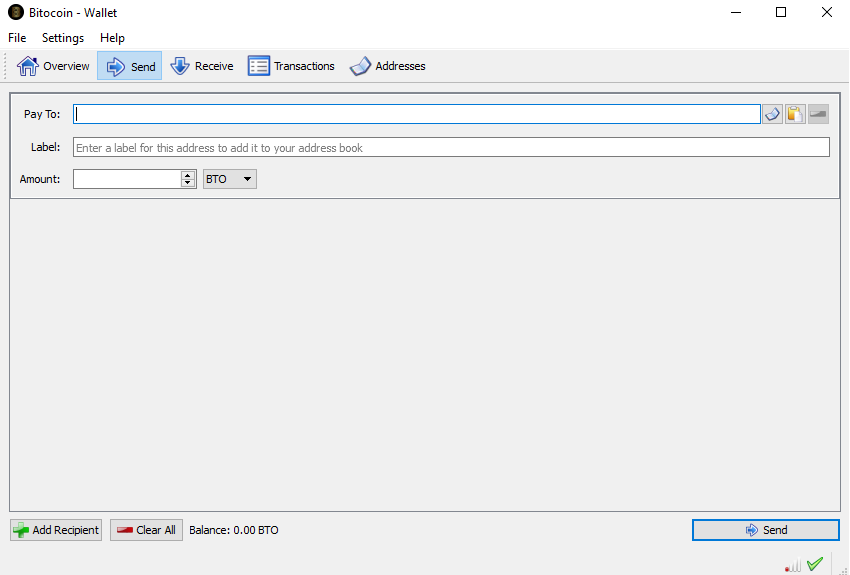 Bitocoin - Wallet
File Settings Help
Overview Send Receive Transactions Addresses
Pay To:
Label: Enter a label for this address to add it to your address book
Amount: BTO
Add Recipient Clear All Balance: 0.00 BTO Send